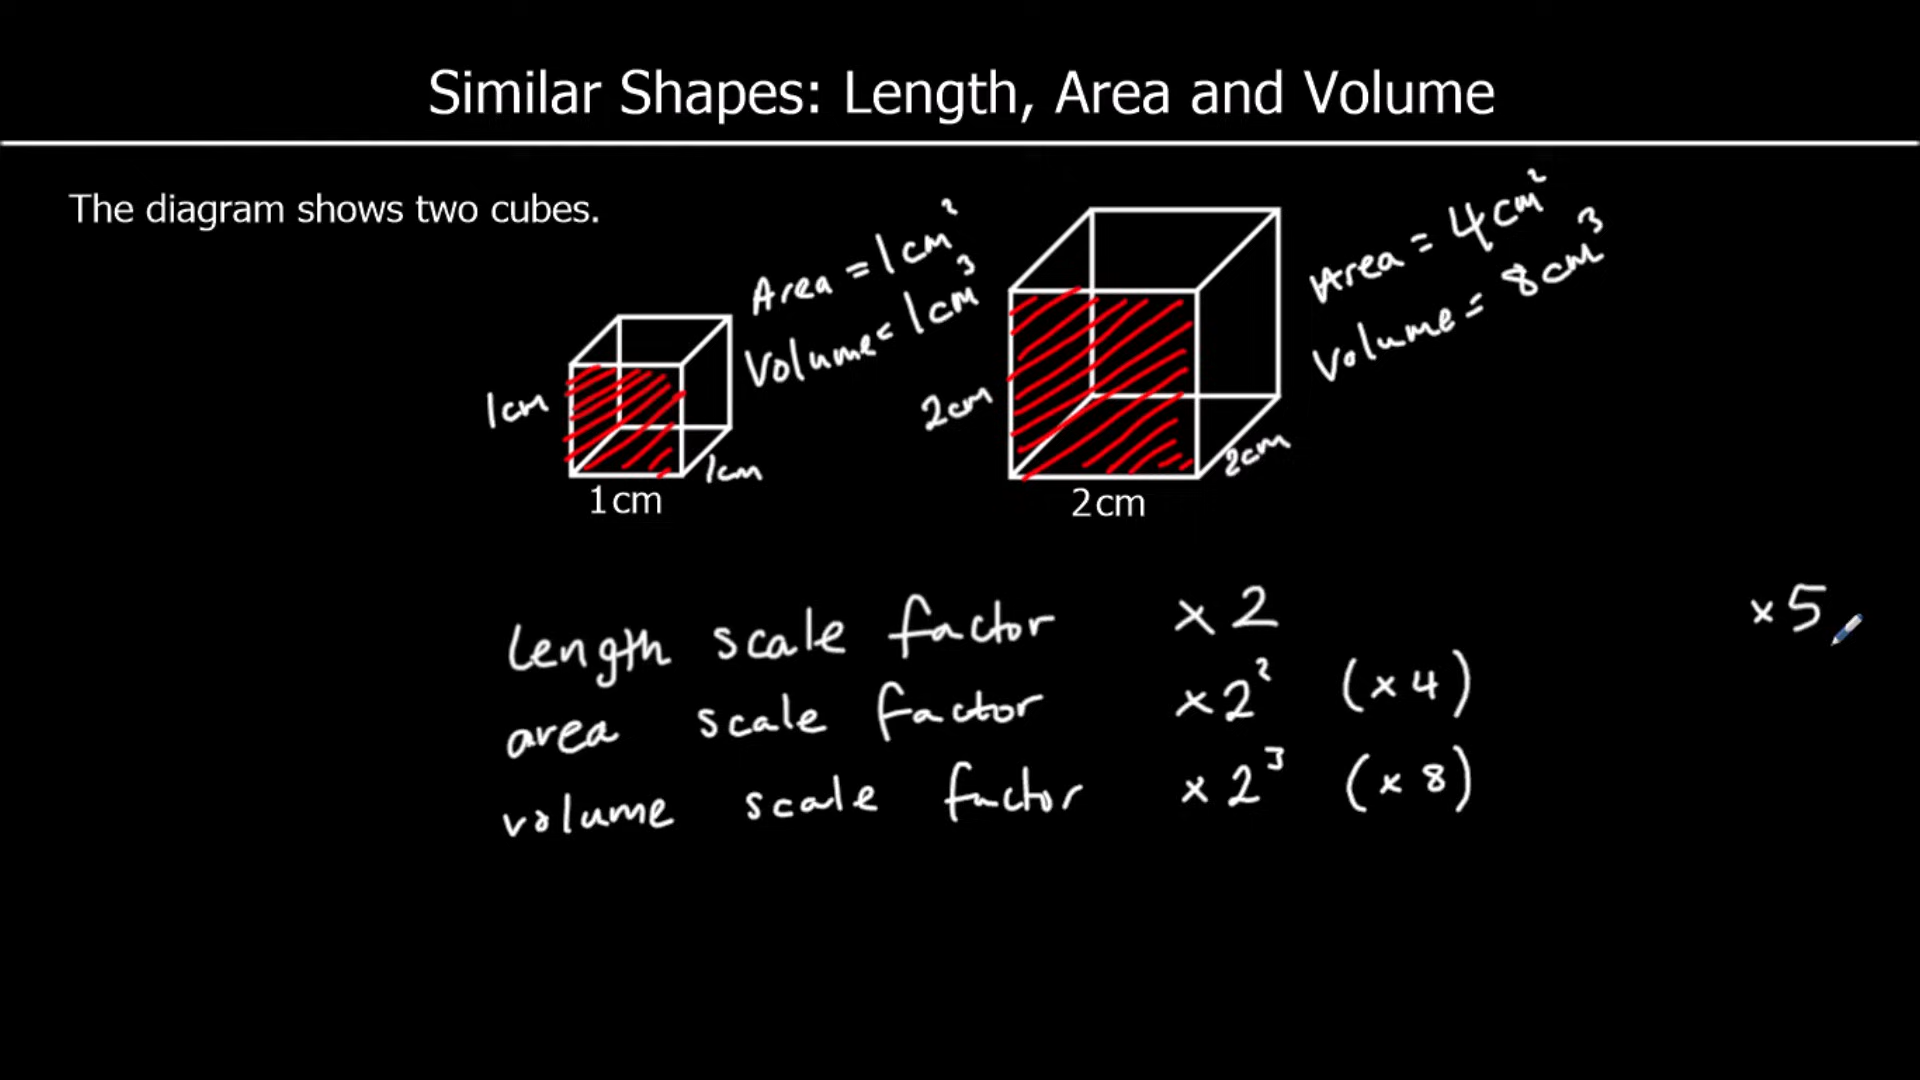 Similar Shapes: Length, Area and Volume
The diagram shows two cubes.
Area = 1cm²
Volume = 1cm³
1cm
1cm
1cm
Area = 4cm²
Volume = 8cm³
2cm
2cm
2cm
length scale factor ×2 ×5
area scale factor ×2² (×4)
volume scale factor ×2³ (×8)